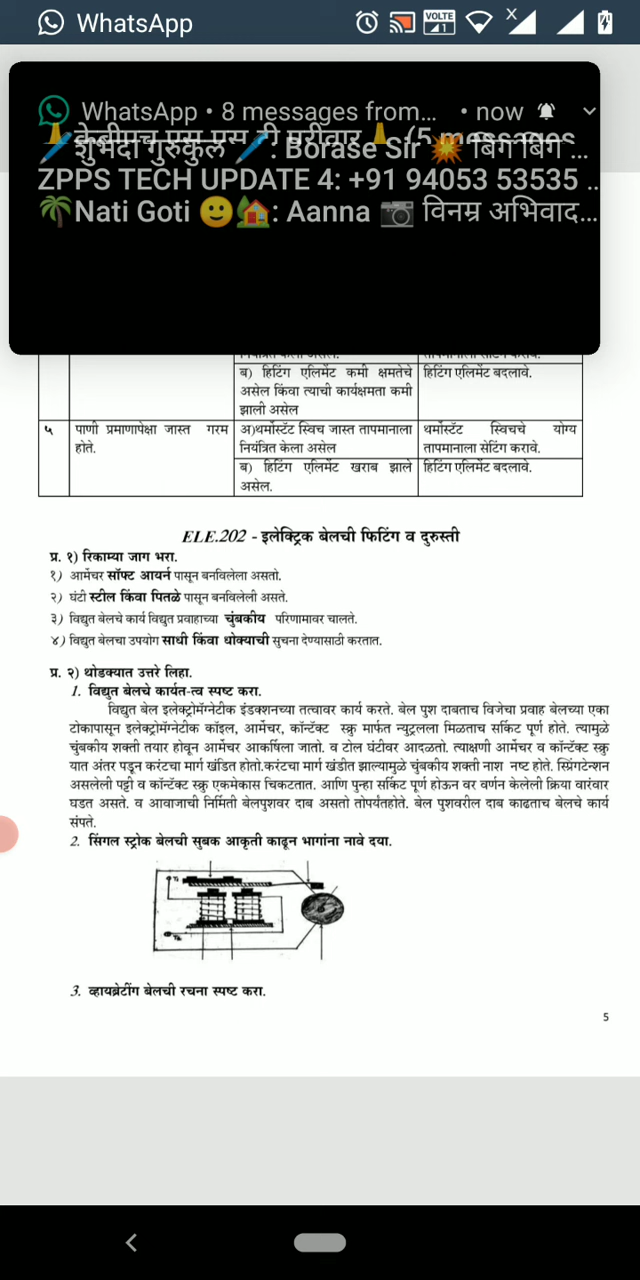 WhatsApp
VOLTE
1
X
WhatsApp • 8 messages from... • now
शुभदा गुरुकुल : Borase Sir बिग बिग ...
ZPPS TECH UPDATE 4: +91 94053 53535 ..
Nati Goti : Aanna विनम्र अभिवाद...
ब) हिटिंग एलिमेंट कमी क्षमतेचे हिटिंग एलिमेंट बदलावे.
असेल किंवा त्याची कार्यक्षमता कमी
झाली असेल
५ पाणी प्रमाणापेक्षा जास्त गरम अ)थर्मोस्टॅट स्विच जास्त तापमानाला थर्मोस्टॅट स्विचचे योग्य
होते. नियंत्रित केला असेल तापमानाला सेटिंग करावे.
ब) हिटिंग एलिमेंट खराब झाले हिटिंग एलिमेंट बदलावे.
असेल.
ELE.202 - इलेक्ट्रिक बेलची फिटिंग व दुरुस्ती
प्र. १) रिकाम्या जाग भरा.
१) आर्मेचर सॉफ्ट आयर्न पासून बनविलेला असतो.
२) घंटी स्टील किंवा पितळे पासून बनविलेली असते.
३) विद्युत बेलचे कार्य विद्युत प्रवाहाच्या चुंबकीय परिणामावर चालते.
४) विद्युत बेलचा उपयोग साधी किंवा धोक्याची सुचना देण्यासाठी करतात.
प्र. २) थोडक्यात उत्तरे लिहा.
1. विद्युत बेलचे कार्यत-त्व स्पष्ट करा.
विद्युत बेल इलेक्ट्रोमॅग्नेटीक इंडक्शनच्या तत्वावर कार्य करते. बेल पुश दाबताच विजेचा प्रवाह बेलच्या एका
टोकापासून इलेक्ट्रोमॅग्नेटीक कॉइल, आर्मेचर, कॉन्टॅक्ट स्क्रु मार्फत न्युट्रलला मिळताच सर्किट पूर्ण होते. त्यामुळे
चुंबकीय शक्ती तयार होवून आर्मेचर आकर्षिला जातो. व टोल घंटीवर आदळतो. त्याक्षणी आर्मेचर व कॉन्टॅक्ट स्क्रु
यात अंतर पडून करंटचा मार्ग खंडित होतो.करंटचा मार्ग खंडीत झाल्यामुळे चुंबकीय शक्ती नाश नष्ट होते. स्प्रिंगटेन्शन
असलेली पट्टी व कॉन्टॅक्ट स्क्रु एकमेकास चिकटतात. आणि पुन्हा सर्किट पूर्ण होऊन वर वर्णन केलेली क्रिया वारंवार
घडत असते. व आवाजाची निर्मिती बेलपुशवर दाब असतो तोपर्यंतहोते. बेल पुशवरील दाब काढताच बेलचे कार्य
संपते.
2. सिंगल स्ट्रोक बेलची सुबक आकृती काढून भागांना नावे दया.
3. व्हायब्रेटींग बेलची रचना स्पष्ट करा.
5